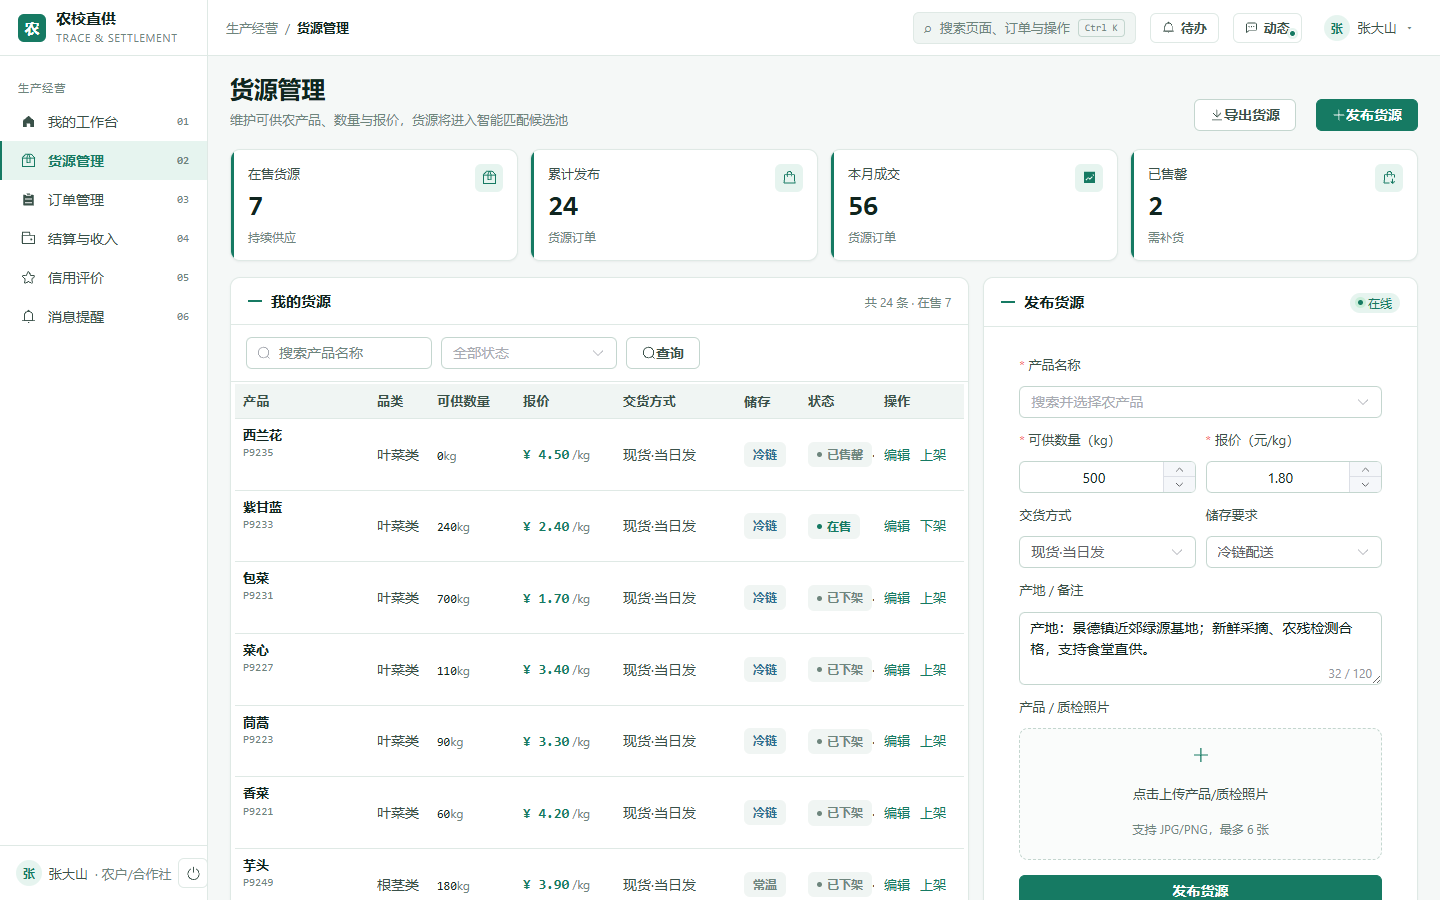 农
农校直供
TRACE & SETTLEMENT
生产经营 / 货源管理
搜索页面、订单与操作 Ctrl K
待办
动态
张 张大山
生产经营
我的工作台 01
货源管理 02
订单管理 03
结算与收入 04
信用评价 05
消息提醒 06
张 张大山 · 农户/合作社
货源管理
维护可供农产品、数量与报价，货源将进入智能匹配候选池
导出货源
发布货源
在售货源
7
持续供应
累计发布
24
货源订单
本月成交
56
货源订单
已售罄
2
需补货
我的货源
共 24 条 · 在售 7
搜索产品名称
全部状态
查询
产品 品类 可供数量 报价 交货方式 储存 状态 操作
西兰花
P9235
叶菜类 0kg ¥ 4.50 /kg 现货·当日发 冷链 已售罄 编辑 上架
紫甘蓝
P9233
叶菜类 240kg ¥ 2.40 /kg 现货·当日发 冷链 在售 编辑 下架
包菜
P9231
叶菜类 700kg ¥ 1.70 /kg 现货·当日发 冷链 已下架 编辑 上架
菜心
P9227
叶菜类 110kg ¥ 3.40 /kg 现货·当日发 冷链 已下架 编辑 上架
茼蒿
P9223
叶菜类 90kg ¥ 3.30 /kg 现货·当日发 冷链 已下架 编辑 上架
香菜
P9221
叶菜类 60kg ¥ 4.20 /kg 现货·当日发 冷链 已下架 编辑 上架
芋头
P9249
根茎类 180kg ¥ 3.90 /kg 现货·当日发 常温 已下架 编辑 上架
发布货源
在线
* 产品名称
搜索并选择农产品
* 可供数量（kg）
500
* 报价（元/kg）
1.80
交货方式
现货·当日发
储存要求
冷链配送
产地 / 备注
产地：景德镇近郊绿源基地；新鲜采摘、农残检测合
格，支持食堂直供。
32 / 120
产品 / 质检照片
点击上传产品/质检照片
支持 JPG/PNG，最多 6 张
发布货源